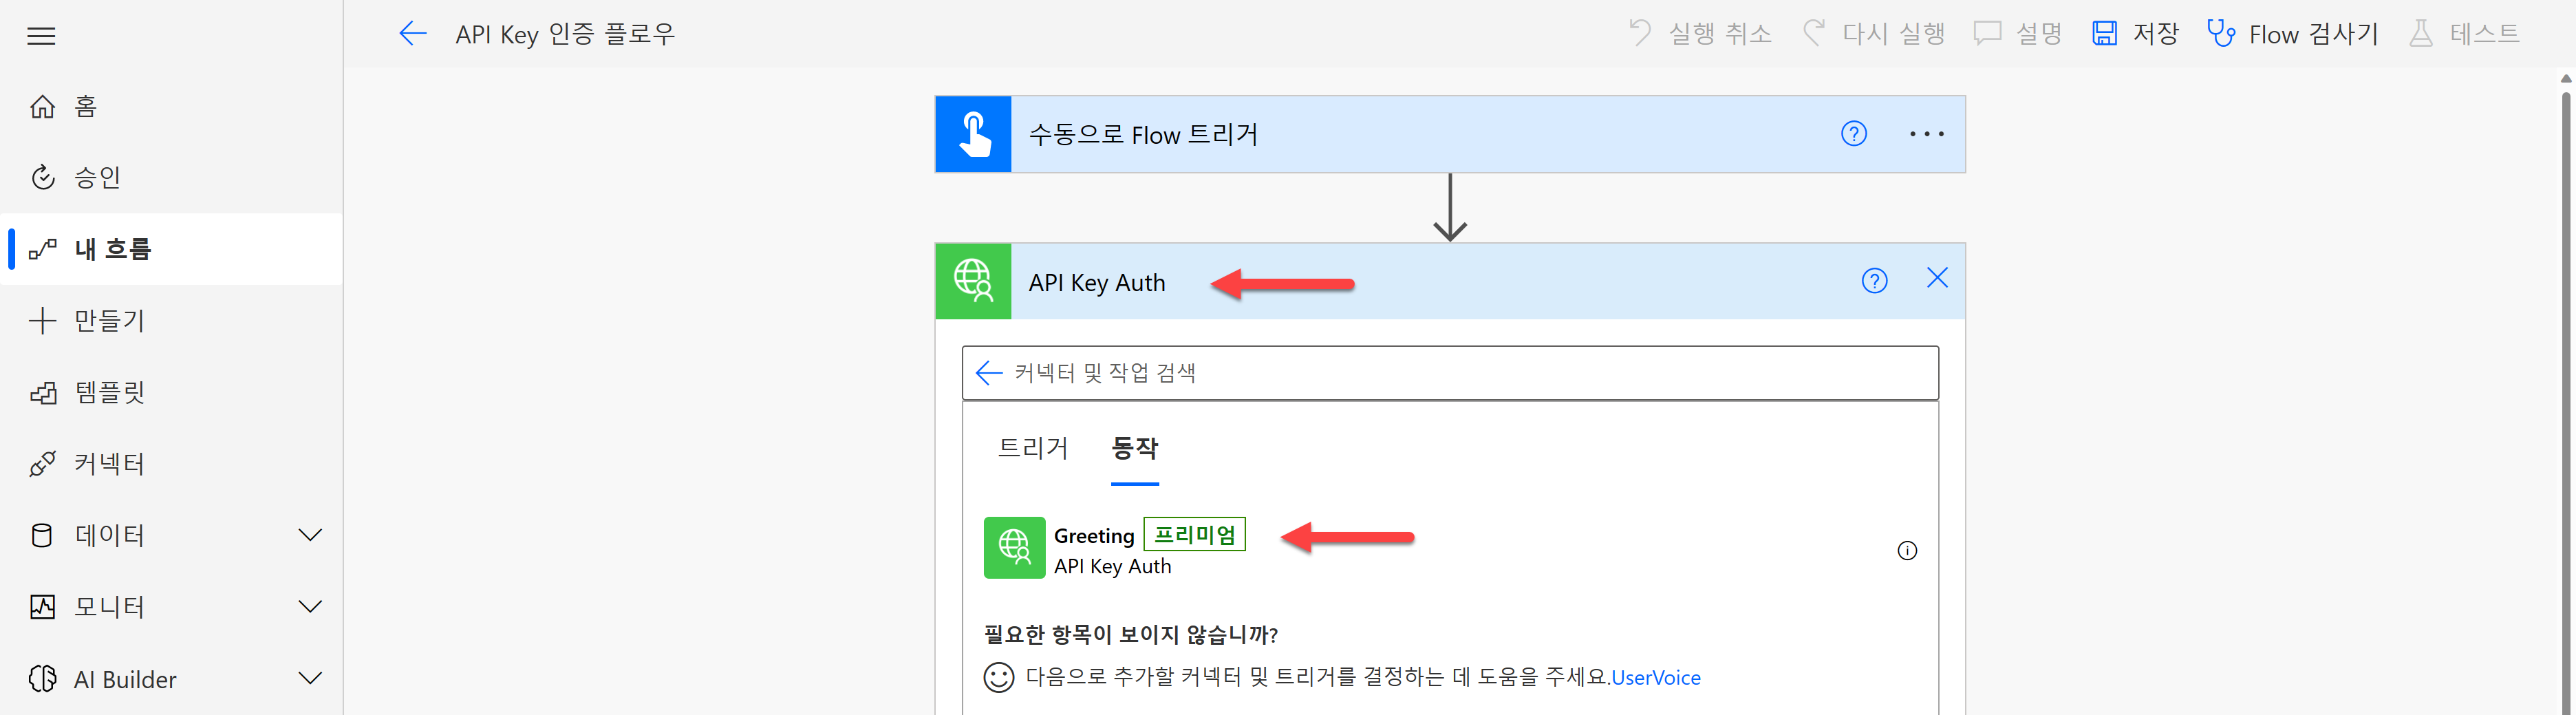 API Key 인증 플로우
실행 취소
다시 실행
설명
저장
Flow 검사기
테스트
홈
승인
내 흐름
만들기
템플릿
커넥터
데이터
모니터
AI Builder
수동으로 Flow 트리거
API Key Auth
커넥터 및 작업 검색
트리거 동작
Greeting 프리미엄
API Key Auth
필요한 항목이 보이지 않습니까?
다음으로 추가할 커넥터 및 트리거를 결정하는 데 도움을 주세요.UserVoice